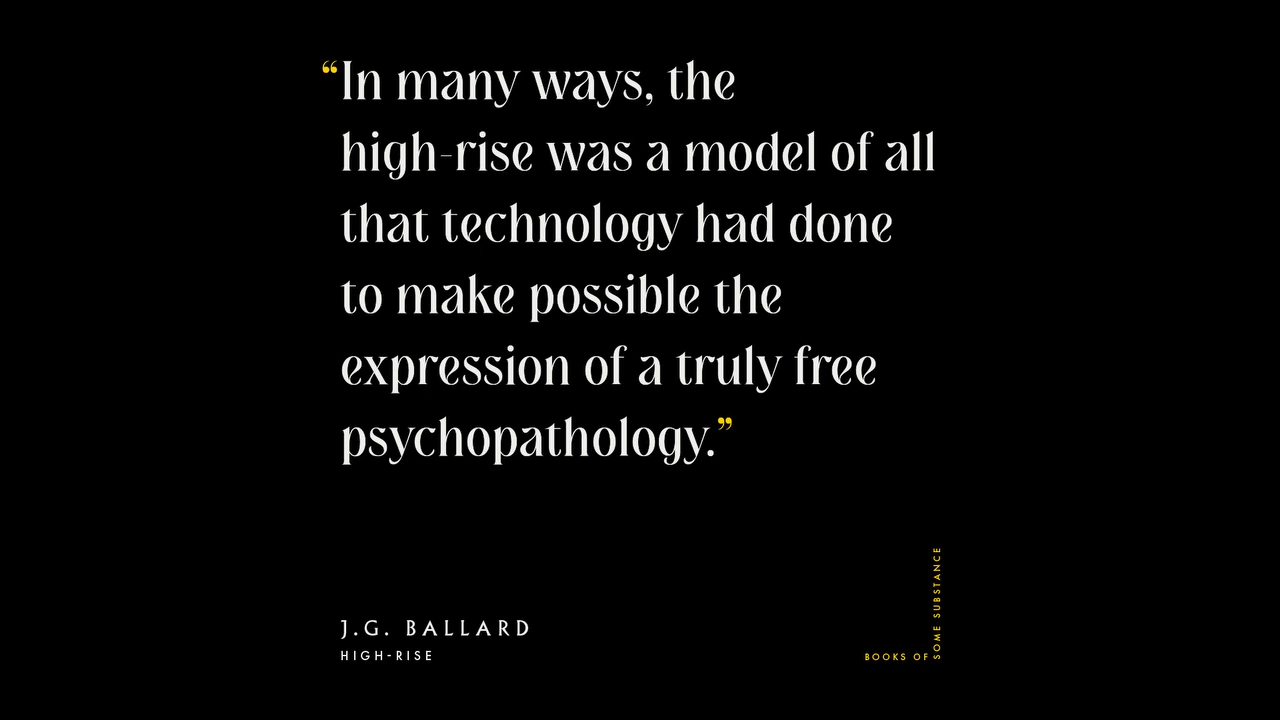 “In many ways, the
high-rise was a model of all
that technology had done
to make possible the
expression of a truly free
psychopathology.”
J.G. BALLARD
HIGH-RISE
BOOKS OF
SOME SUBSTANCE